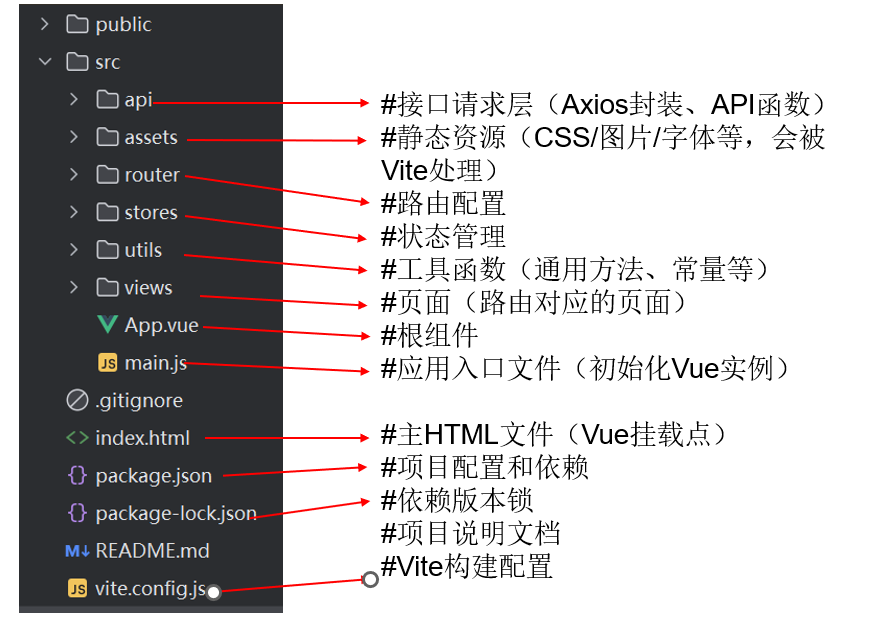 public
src
api
assets
router
stores
utils
views
App.vue
JS main.js
.gitignore
<> index.html
{} package.json
{} package-lock.json
M↓ README.md
JS vite.config.js
#接口请求层（Axios封装、API函数）
#静态资源（CSS/图片/字体等，会被
Vite处理）
#路由配置
#状态管理
#工具函数（通用方法、常量等）
#页面（路由对应的页面）
#根组件
#应用入口文件（初始化Vue实例）
#主HTML文件（Vue挂载点）
#项目配置和依赖
#依赖版本锁
#项目说明文档
#Vite构建配置